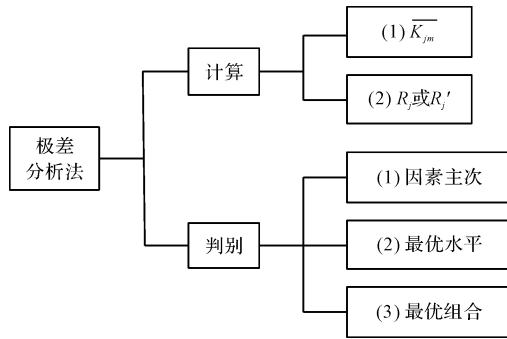 极差
分析法
计算
(1) $\overline{K_{jm}}$
(2) $R_j$或$R_j'$
判别
(1) 因素主次
(2) 最优水平
(3) 最优组合